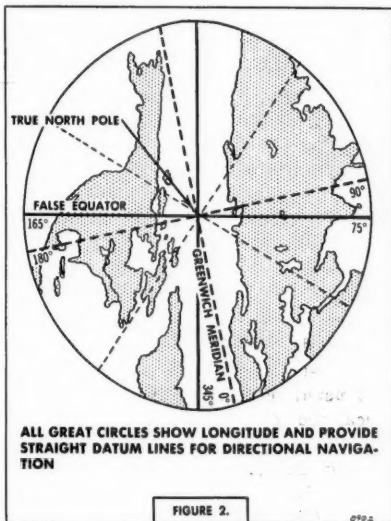 TRUE NORTH POLE
90°
FALSE EQUATOR
165°
75°
180°
GREENWICH MERIDIAN 0°
345°
ALL GREAT CIRCLES SHOW LONGITUDE AND PROVIDE
STRAIGHT DATUM LINES FOR DIRECTIONAL NAVIGA-
TION
FIGURE 2.